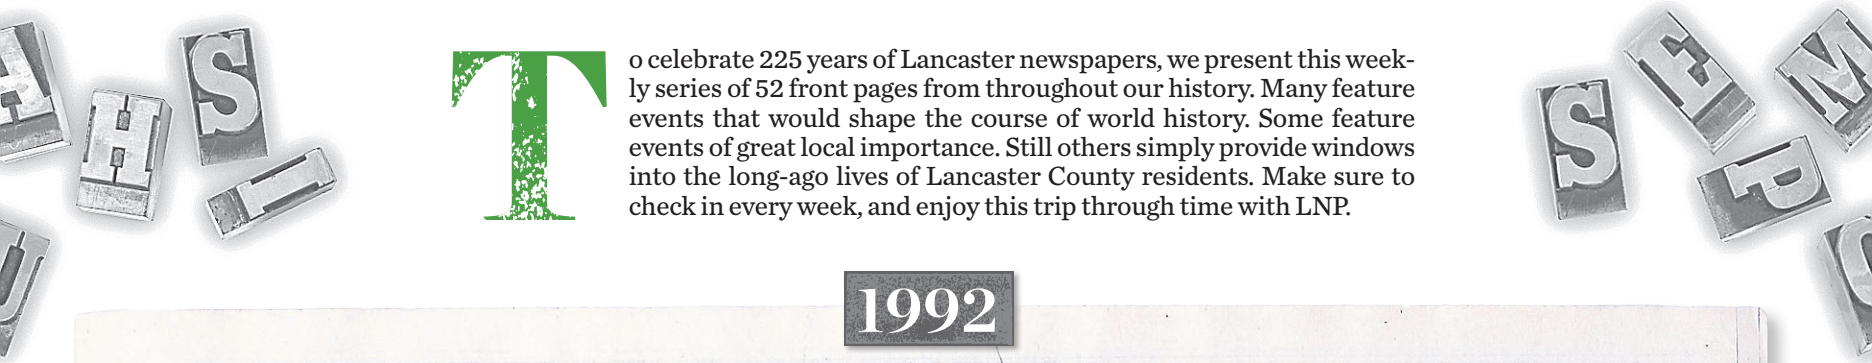 To celebrate 225 years of Lancaster newspapers, we present this week-
ly series of 52 front pages from throughout our history. Many feature
events that would shape the course of world history. Some feature
events of great local importance. Still others simply provide windows
into the long-ago lives of Lancaster County residents. Make sure to
check in every week, and enjoy this trip through time with LNP.
1992
A
H
S
I
U
S
E
M
P